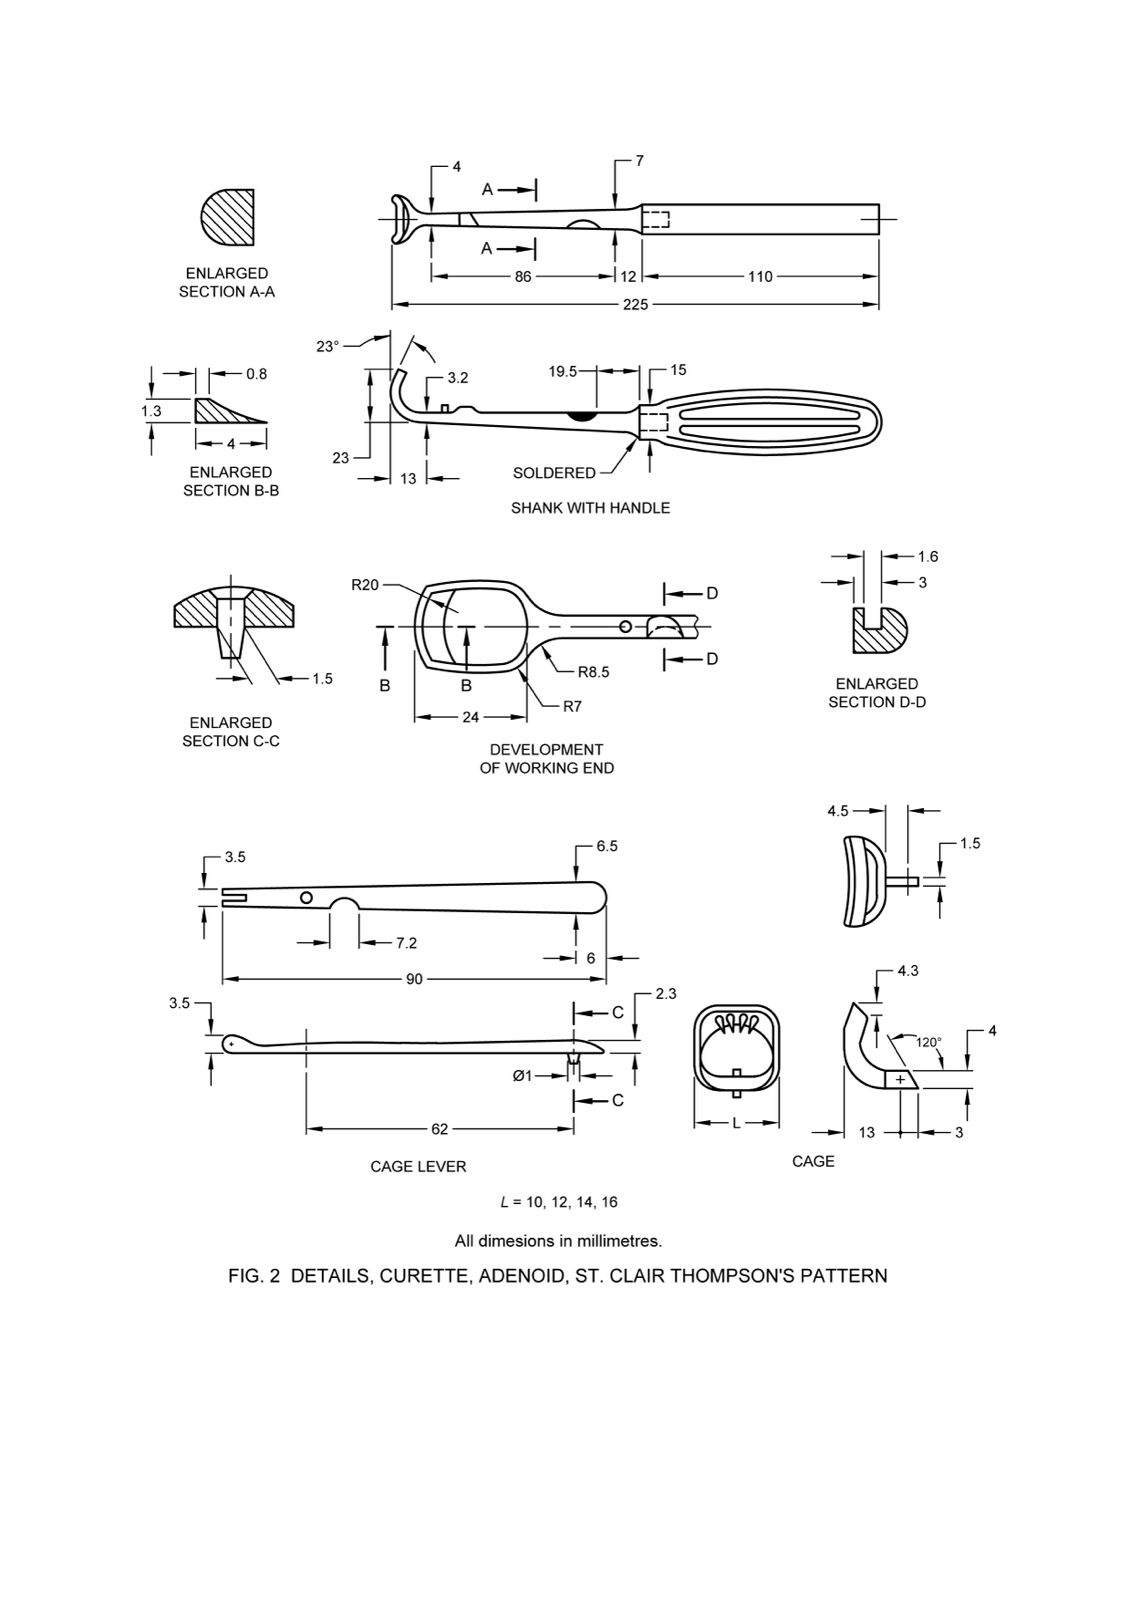 4
7
A
A
86
12
110
225
ENLARGED
SECTION A-A
23°
3.2
19.5
15
0.8
1.3
4
23
13
SOLDERED
ENLARGED
SECTION B-B
SHANK WITH HANDLE
R20
D
D
B
B
R8.5
R7
24
1.6
3
1.5
ENLARGED
SECTION C-C
ENLARGED
SECTION D-D
DEVELOPMENT
OF WORKING END
4.5
1.5
3.5
6.5
7.2
6
90
3.5
C
2.3
Ø1
C
62
4.3
120°
4
L
13
3
CAGE LEVER
CAGE
L = 10, 12, 14, 16
All dimesions in millimetres.
FIG. 2 DETAILS, CURETTE, ADENOID, ST. CLAIR THOMPSON'S PATTERN